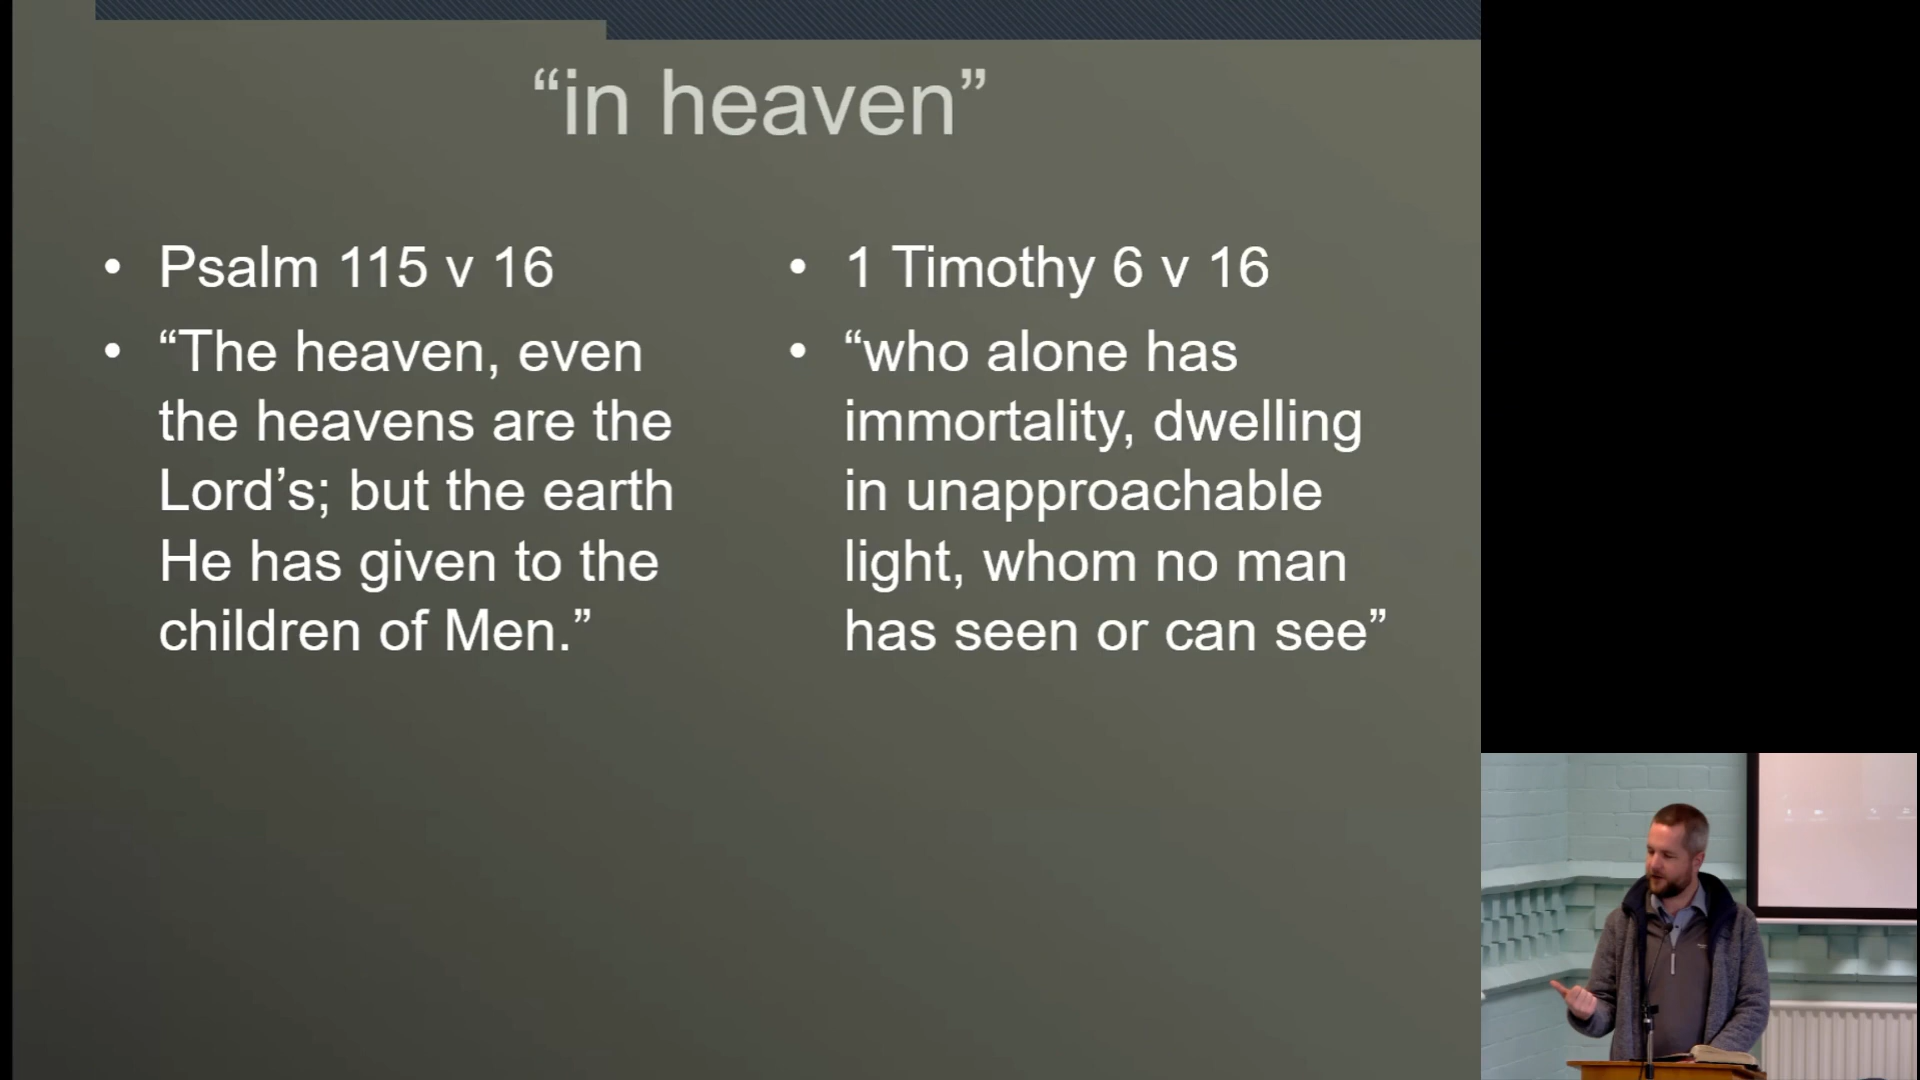 “in heaven”
• Psalm 115 v 16
• “The heaven, even
the heavens are the
Lord’s; but the earth
He has given to the
children of Men.”
• 1 Timothy 6 v 16
• “who alone has
immortality, dwelling
in unapproachable
light, whom no man
has seen or can see”